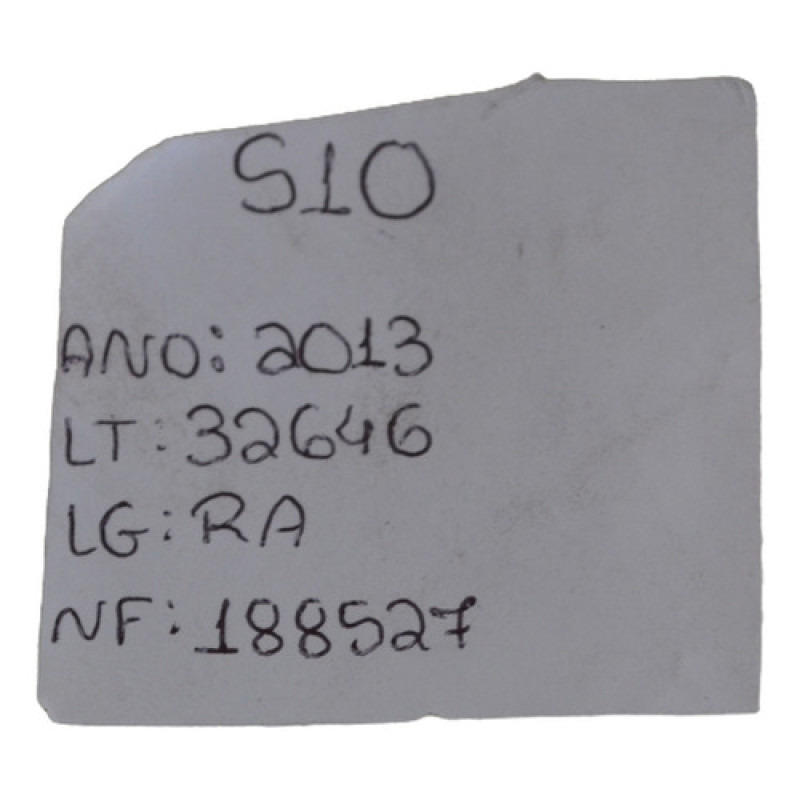 S10
ANO: 2013
LT: 32646
LG: RA
NF: 188527